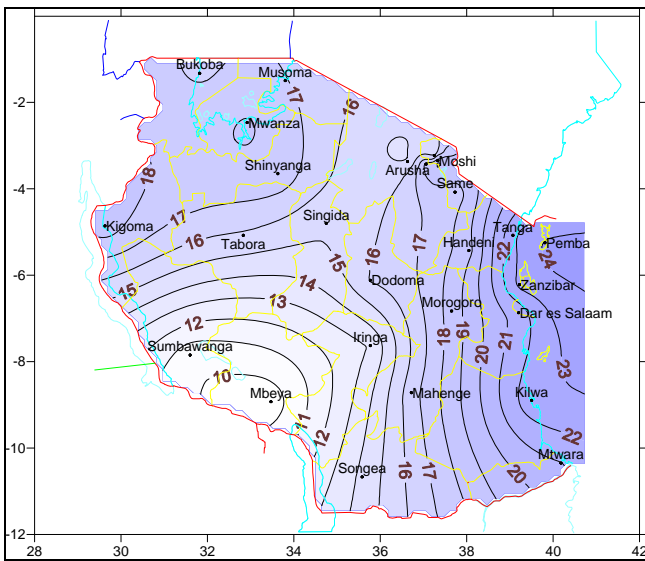 Bukoba
Musoma
17
16
-2
Mwanza
Shinyanga
Arusha
Moshi
-4
18
Same
17
Singida
Kigoma
16
Tabora
16
17
Handeni
Tanga
22
Pemba
24
15
15
-6
14
Dodoma
Zanzibar
13
Morogoro
Dar es Salaam
12
Iringa
18
19
20
21
Sumbawanga
-8
23
10
Mbeya
Mahenge
Kilwa
11
12
22
-10
Songea
16
17
20
Mtwara
-12
28
30
32
34
36
38
40
42